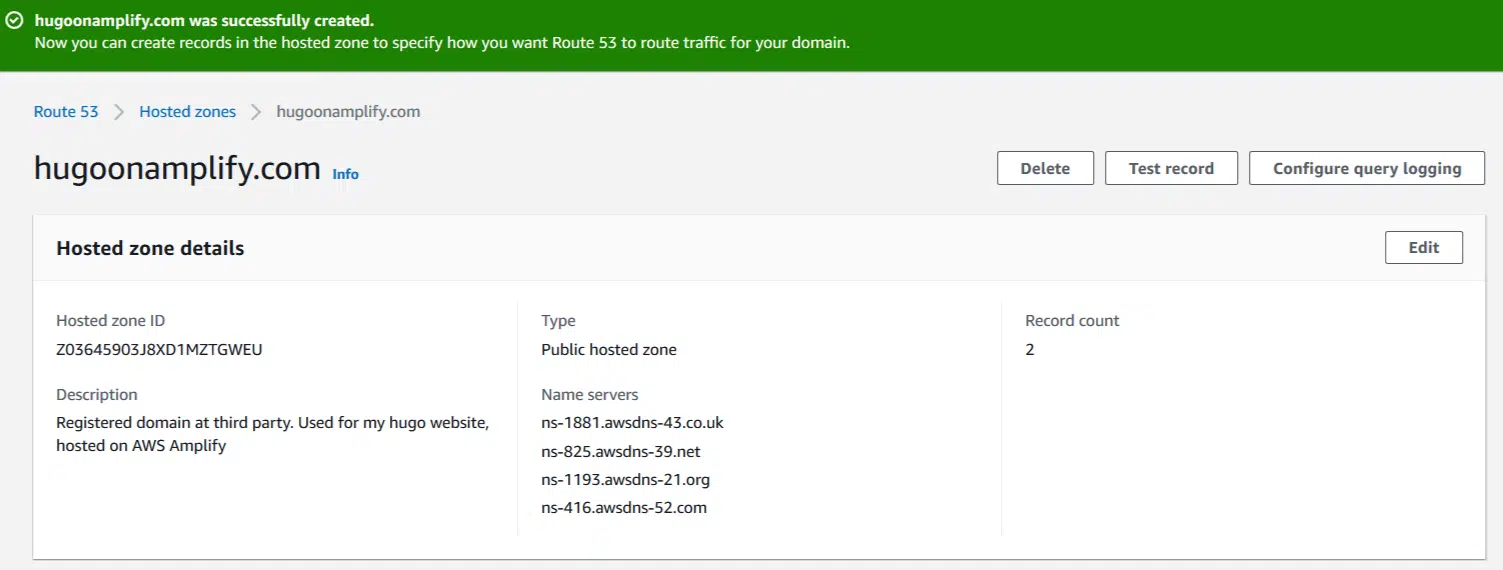 hugoonamplify.com was successfully created.
Now you can create records in the hosted zone to specify how you want Route 53 to route traffic for your domain.
Route 53 > Hosted zones > hugoonamplify.com
hugoonamplify.com Info
Delete
Test record
Configure query logging
Hosted zone details
Edit
Hosted zone ID
Z03645903J8XD1MZTGWEU
Description
Registered domain at third party. Used for my hugo website,
hosted on AWS Amplify
Type
Public hosted zone
Name servers
ns-1881.awsdns-43.co.uk
ns-825.awsdns-39.net
ns-1193.awsdns-21.org
ns-416.awsdns-52.com
Record count
2